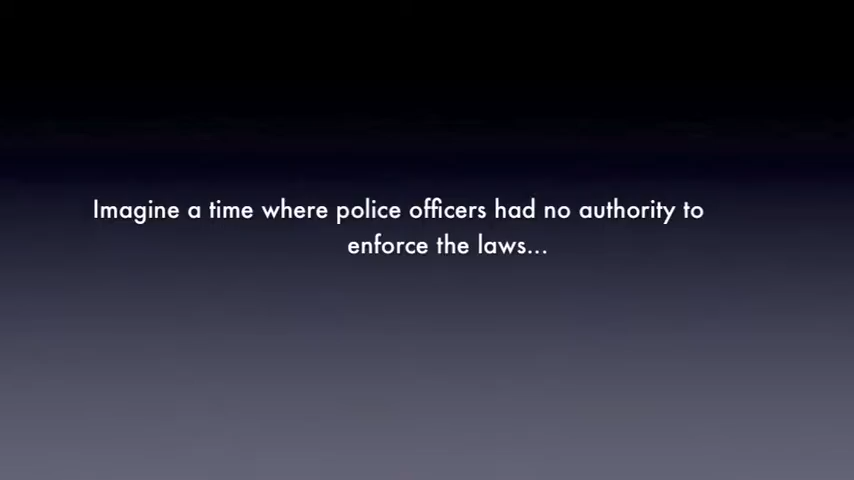 Imagine a time where police officers had no authority to
enforce the laws...